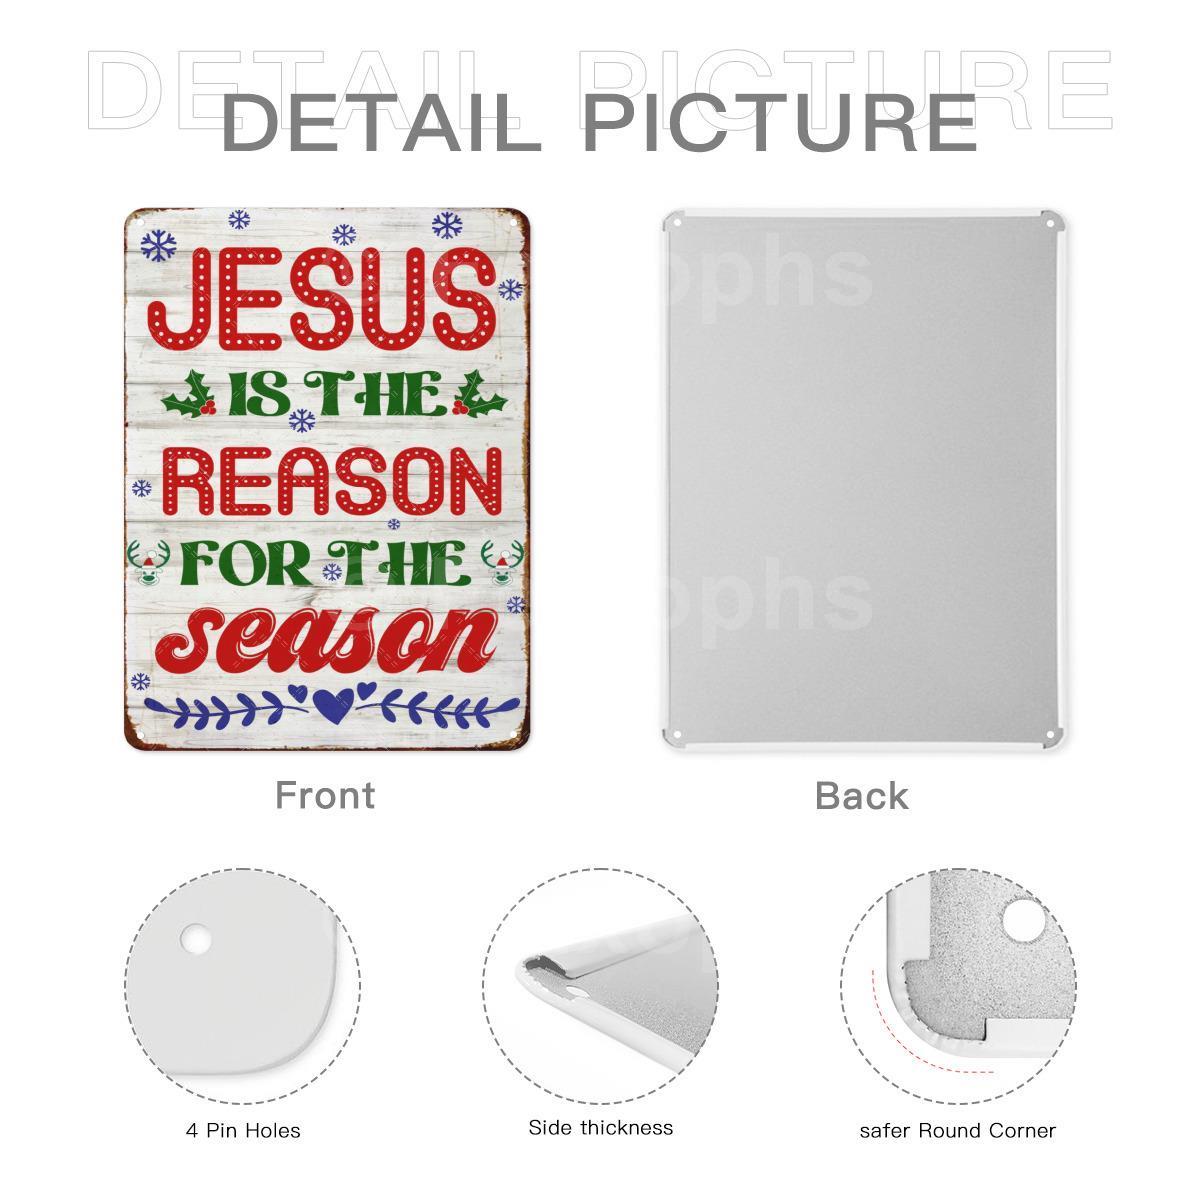 DETAIL PICTURE
DETAIL PICTURE
JESUS
IS THE
REASON
FOR THE
season
Front
Back
4 Pin Holes
Side thickness
safer Round Corner